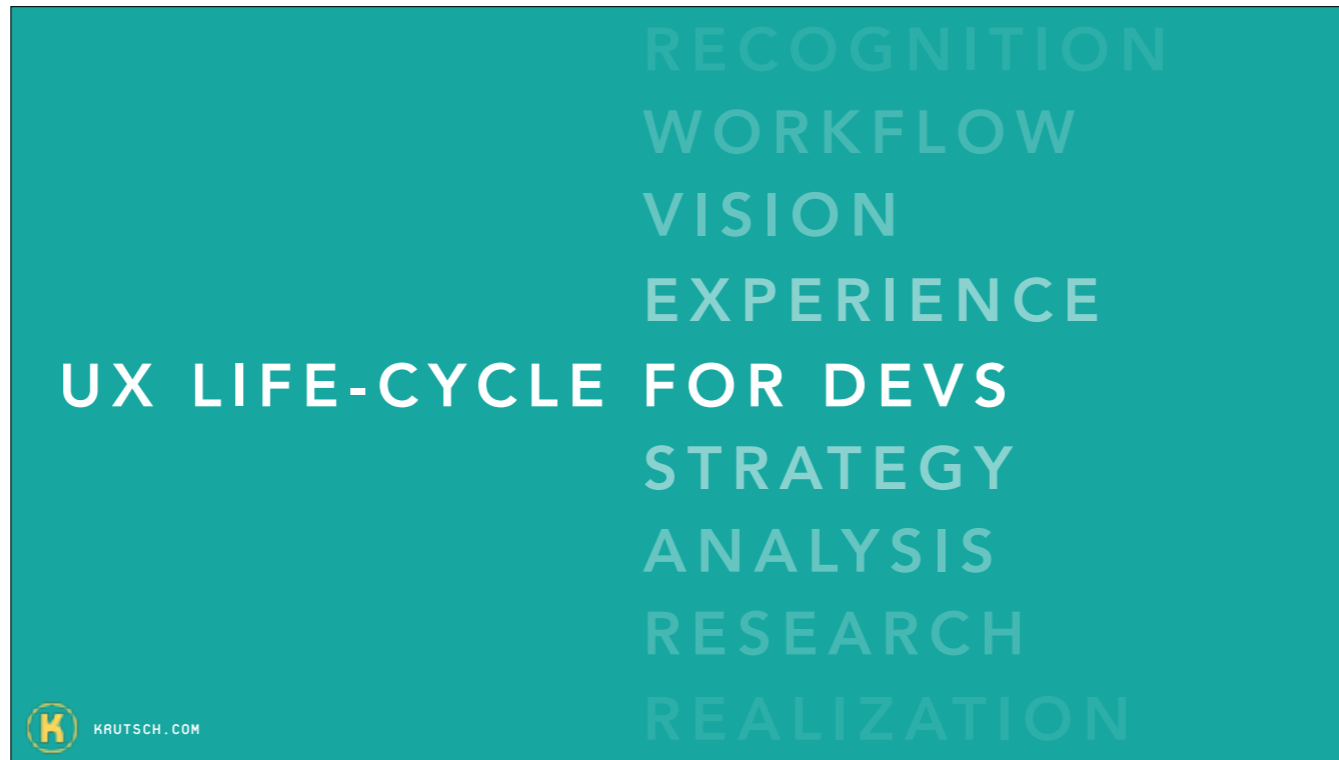 RECOGNITION
WORKFLOW
VISION
EXPERIENCE
UX LIFE-CYCLE FOR DEVS
STRATEGY
ANALYSIS
RESEARCH
REALIZATION
K KRUTSCH.COM